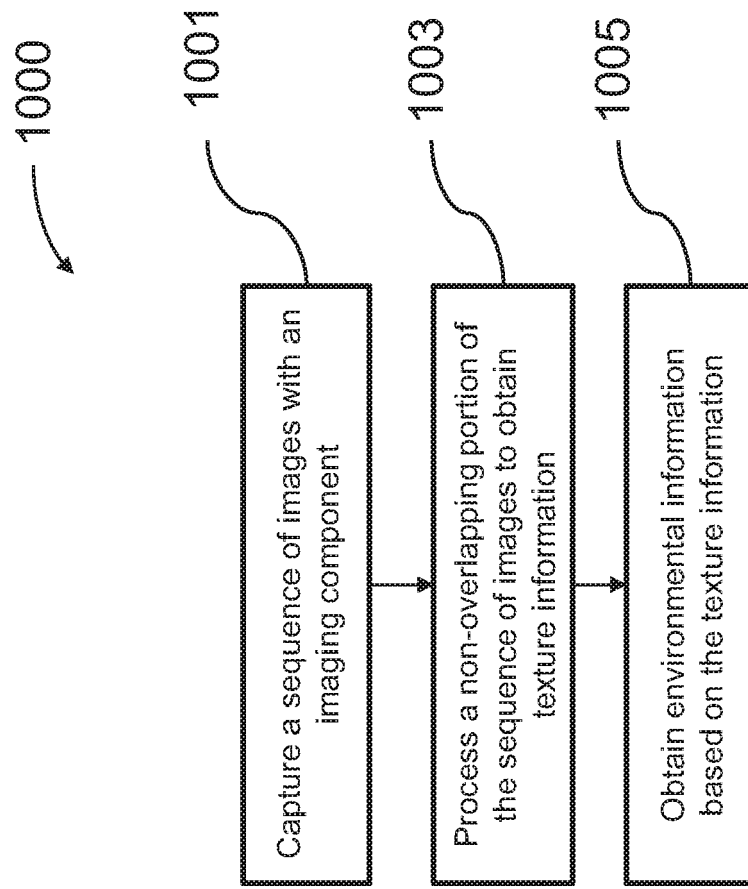 1000
Capture a sequence of images with an
imaging component
1001
Process a non-overlapping portion of
the sequence of images to obtain
texture information
1003
Obtain environmental information
based on the texture information
1005